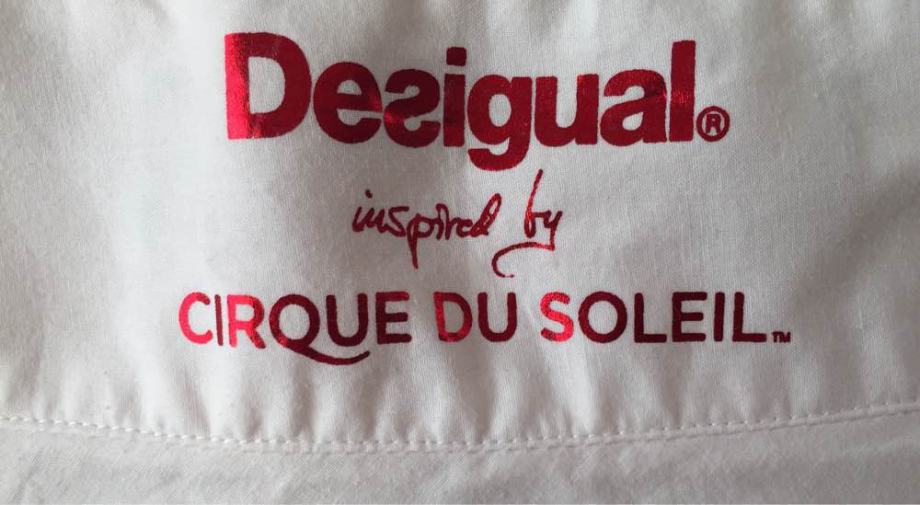 Desigual®
inspired by
CIRQUE DU SOLEIL™